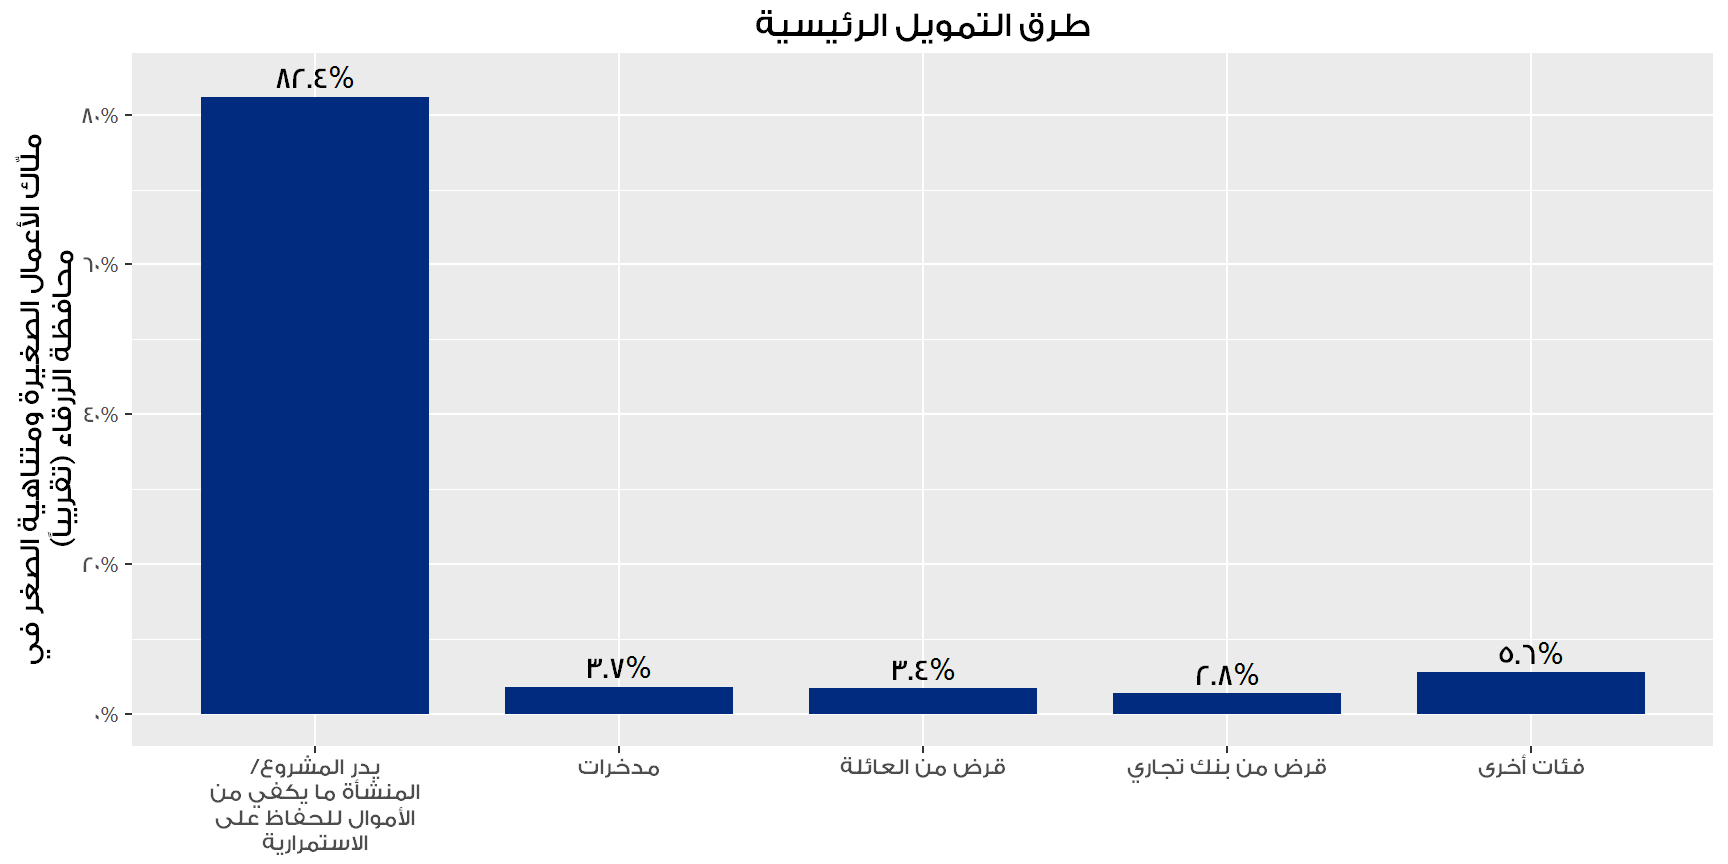 طرق التمويل الرئيسية
ملّاك الأعمال الصغيرة ومتناهية الصغر في
محافظة الزرقاء (تقريباً)
٨٠%
٦٠%
٤٠%
٢٠%
٠%
٨٢.٤%
٣.٧%
٣.٤%
٢.٨%
٥.٦%
يدر المشروع/
المنشأة ما يكفي من
الأموال للحفاظ على
الاستمرارية
مدخرات
قرض من العائلة
قرض من بنك تجاري
فئات أخرى